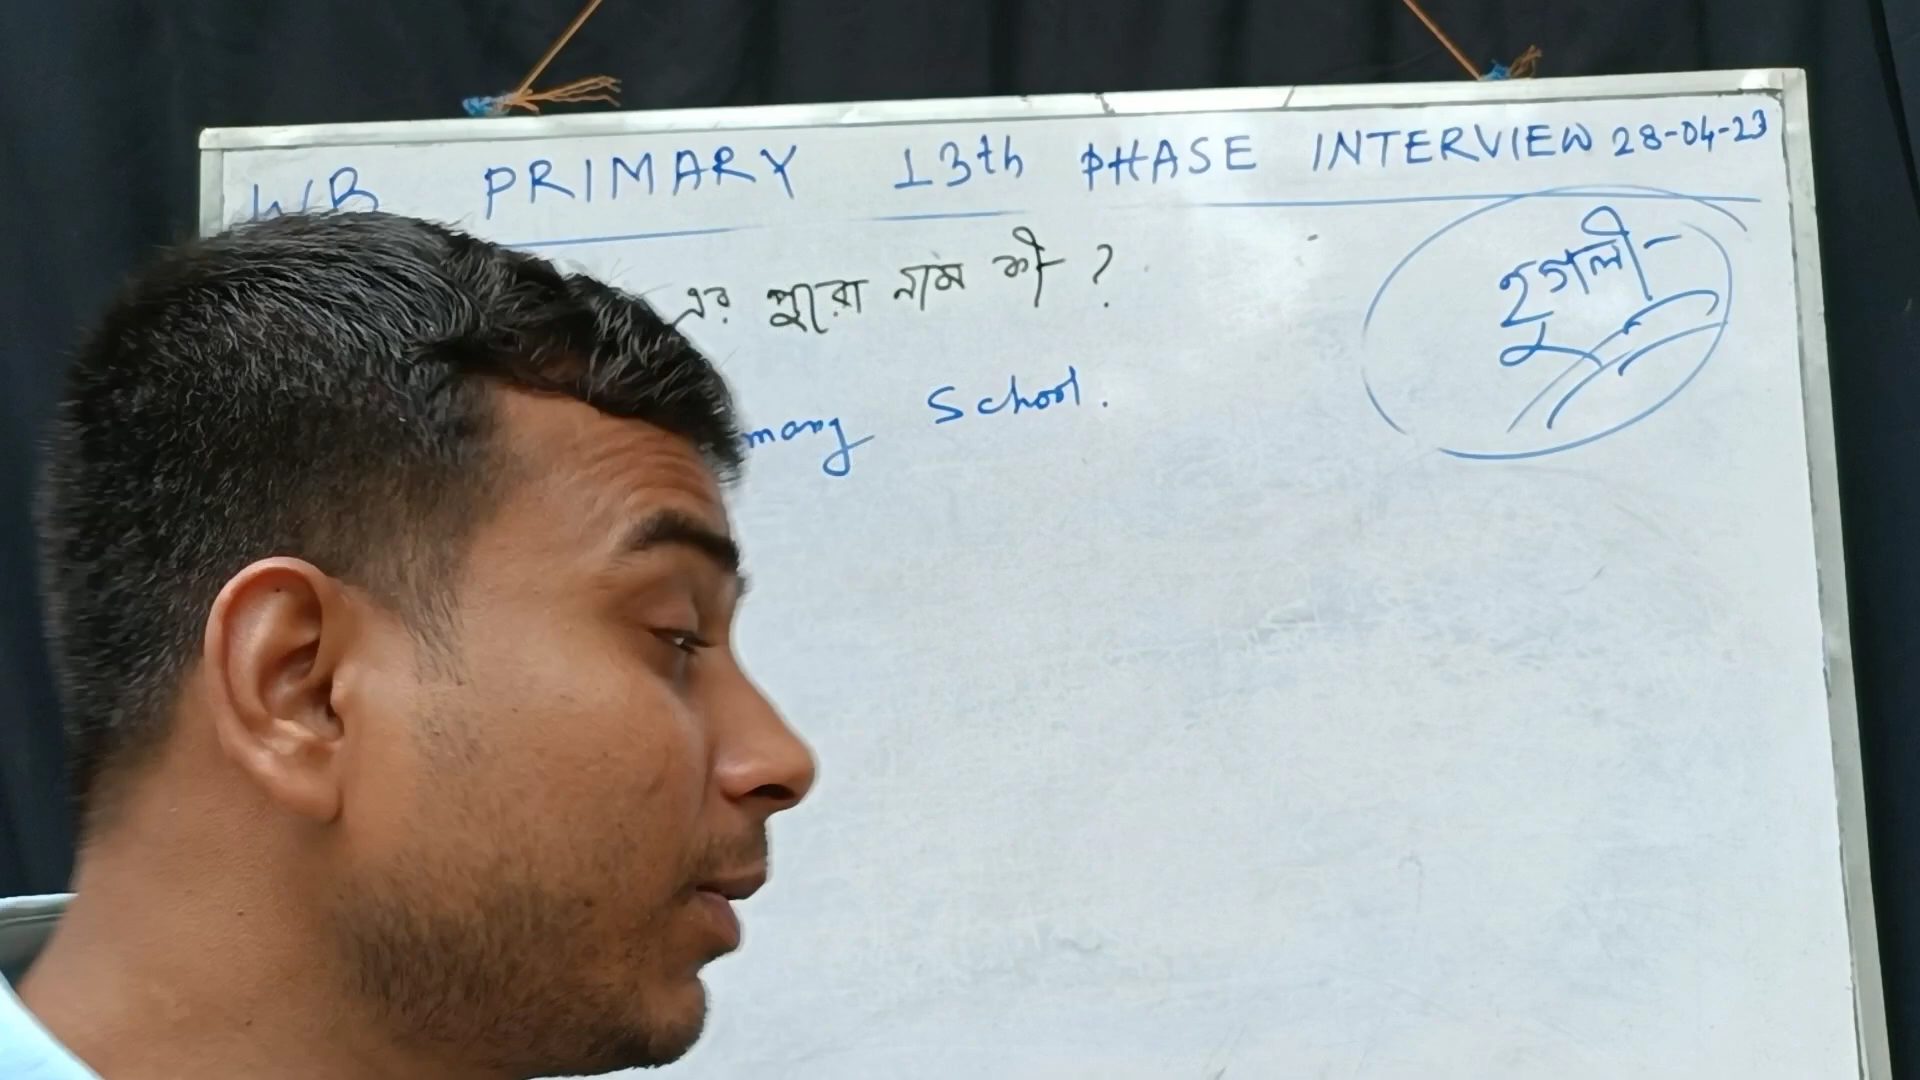 WB PRIMARY 13th PHASE INTERVIEW 28-04-23
এর পুরো নাম কী ?
হুগলী
mary School.